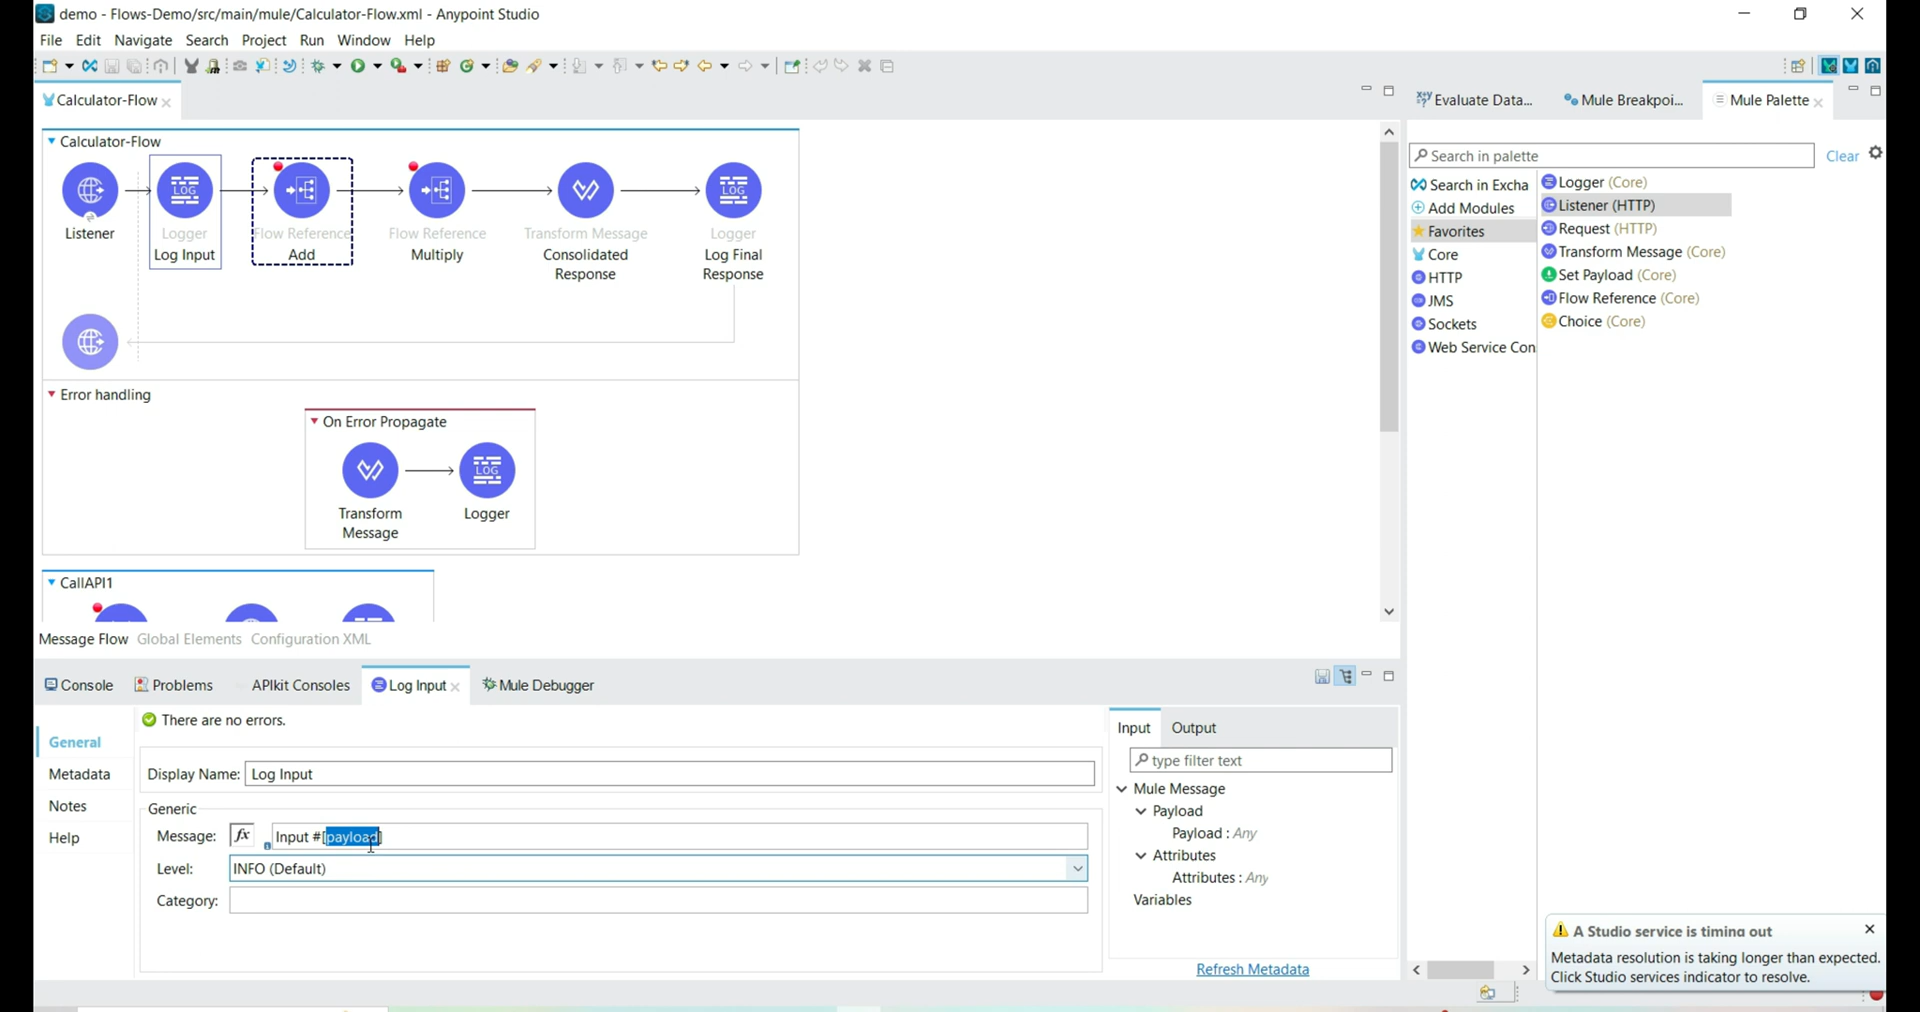 demo - Flows-Demo/src/main/mule/Calculator-Flow.xml - Anypoint Studio
File Edit Navigate Search Project Run Window Help
Calculator-Flow
Evaluate Data... Mule Breakpoi... Mule Palette
Calculator-Flow
Search in palette Clear
LOG LOG
Listener Logger Flow Reference Flow Reference Transform Message Logger
Log Input Add Multiply Consolidated Response Log Final Response
Search in Excha
Add Modules
Favorites
Core
HTTP
JMS
Sockets
Web Service Con
Logger (Core)
Listener (HTTP)
Request (HTTP)
Transform Message (Core)
Set Payload (Core)
Flow Reference (Core)
Choice (Core)
Error handling
On Error Propagate
LOG
Transform Message Logger
CallAPI1
Message Flow Global Elements Configuration XML
Console Problems APIkit Consoles Log Input Mule Debugger
There are no errors.
General
Metadata
Notes
Help
Display Name: Log Input
Generic
Message: fx Input #[payload]
Level: INFO (Default)
Category:
Input Output
type filter text
Mule Message
Payload
Payload : Any
Attributes
Attributes : Any
Variables
Refresh Metadata
A Studio service is timing out
Metadata resolution is taking longer than expected.
Click Studio services indicator to resolve.